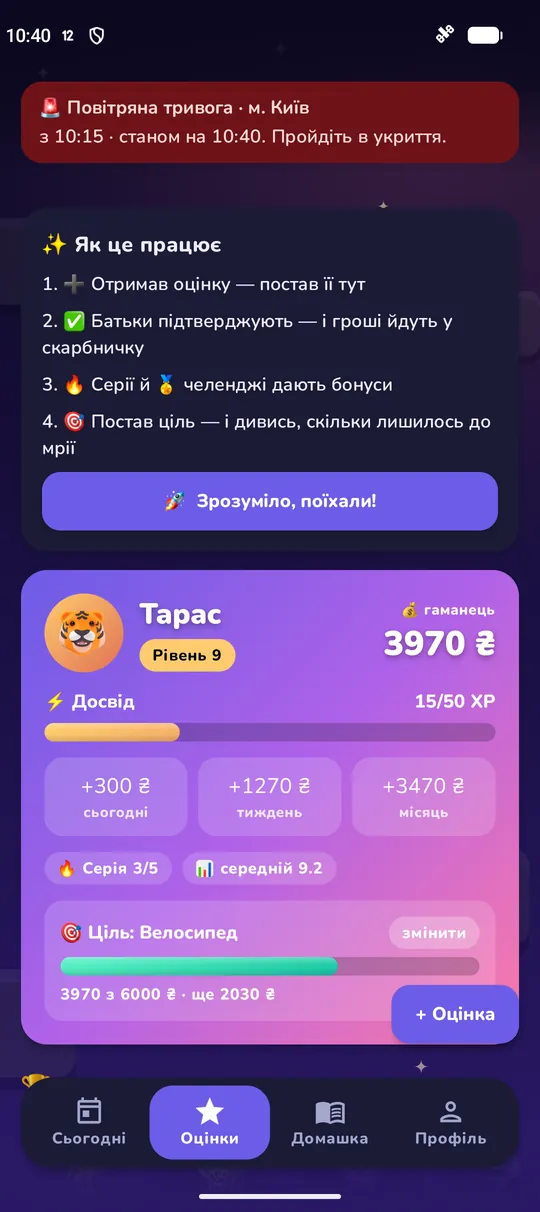 10:40 12
🚨 Повітряна тривога · м. Київ
з 10:15 · станом на 10:40. Пройдіть в укриття.
✨ Як це працює
1. ➕ Отримав оцінку — постав її тут
2. ✅ Батьки підтверджують — і гроші йдуть у
скарбничку
3. 🔥 Серії й 🏅 челенджі дають бонуси
4. 🎯 Постав ціль — і дивись, скільки лишилось до
мрії
🚀 Зрозуміло, поїхали!
Тарас
💰 гаманець
Рівень 9
3970 ₴
⚡ Досвід
15/50 XP
+300 ₴
+1270 ₴
+3470 ₴
сьогодні
тиждень
місяць
🔥 Серія 3/5
📊 середній 9.2
🎯 Ціль: Велосипед
змінити
3970 з 6000 ₴ · ще 2030 ₴
+ Оцінка
Сьогодні
Оцінки
Домашка
Профіль